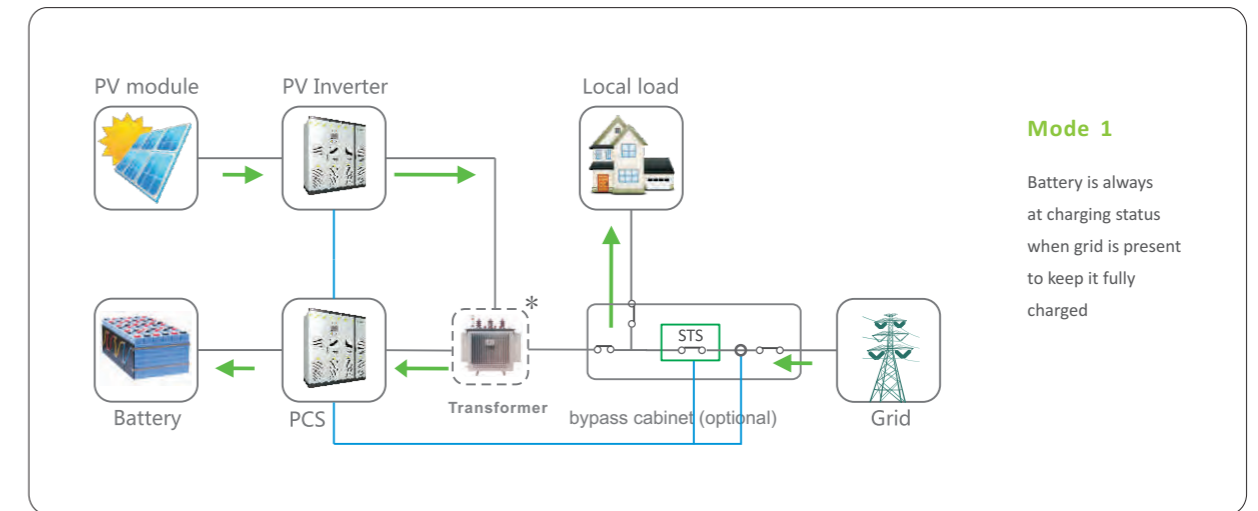 PV module
PV Inverter
Local load
Mode 1
Battery is always
at charging status
when grid is present
to keep it fully
charged
*
STS
Battery
PCS
Transformer
bypass cabinet (optional)
Grid